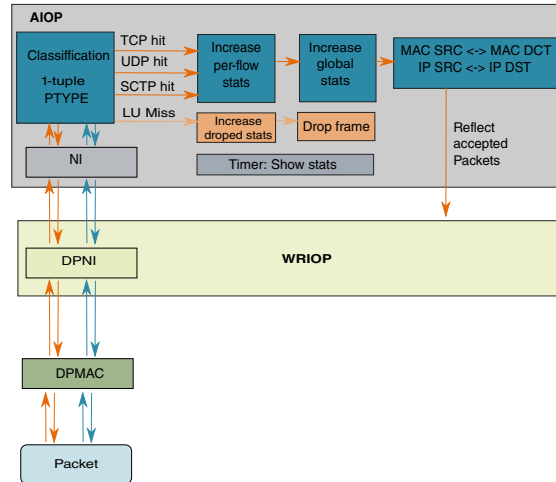 AIOP
Classiffication
1-tuple
PTYPE
TCP hit
UDP hit
SCTP hit
LU Miss
Increase
per-flow
stats
Increase
global
stats
MAC SRC <-> MAC DCT
IP SRC <-> IP DST
Increase
droped stats
Drop frame
Reflect
accepted
Packets
NI
Timer: Show stats
DPNI
WRIOP
DPMAC
Packet